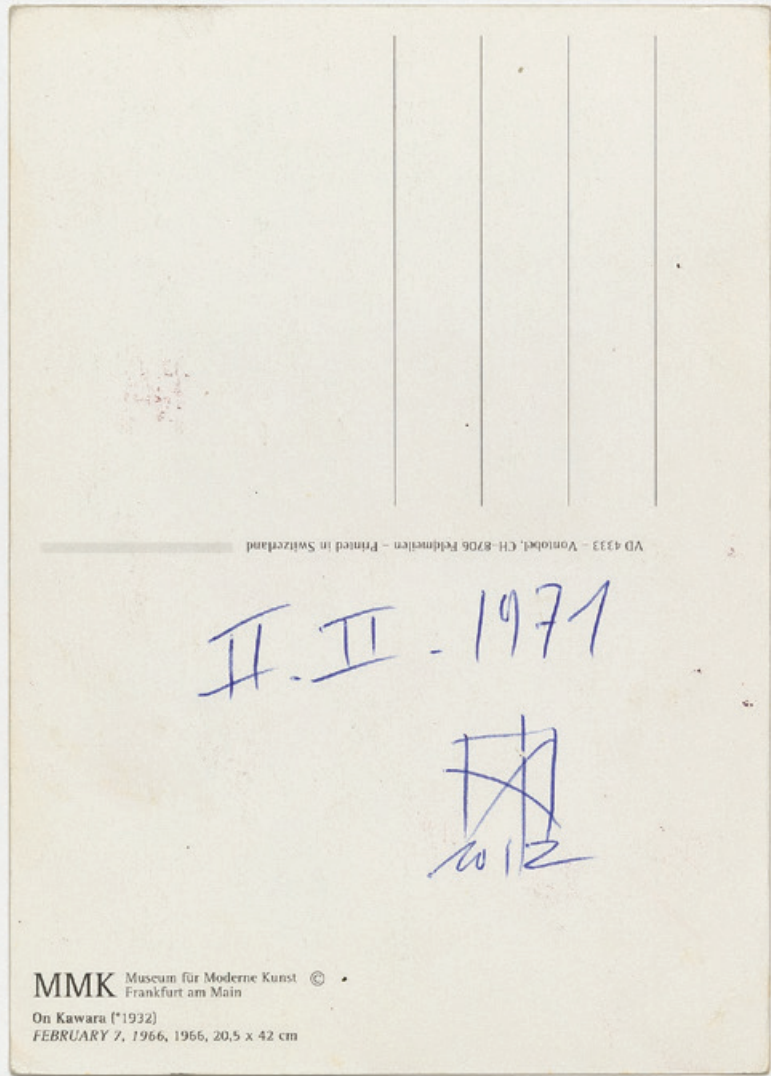 VD 4333 – Vontobel, CH-8706 Feldmeilen – Printed in Switzerland
II. II - 1971
2012
MMK Museum für Moderne Kunst ©
Frankfurt am Main
On Kawara (*1932)
FEBRUARY 7, 1966, 1966, 20,5 x 42 cm